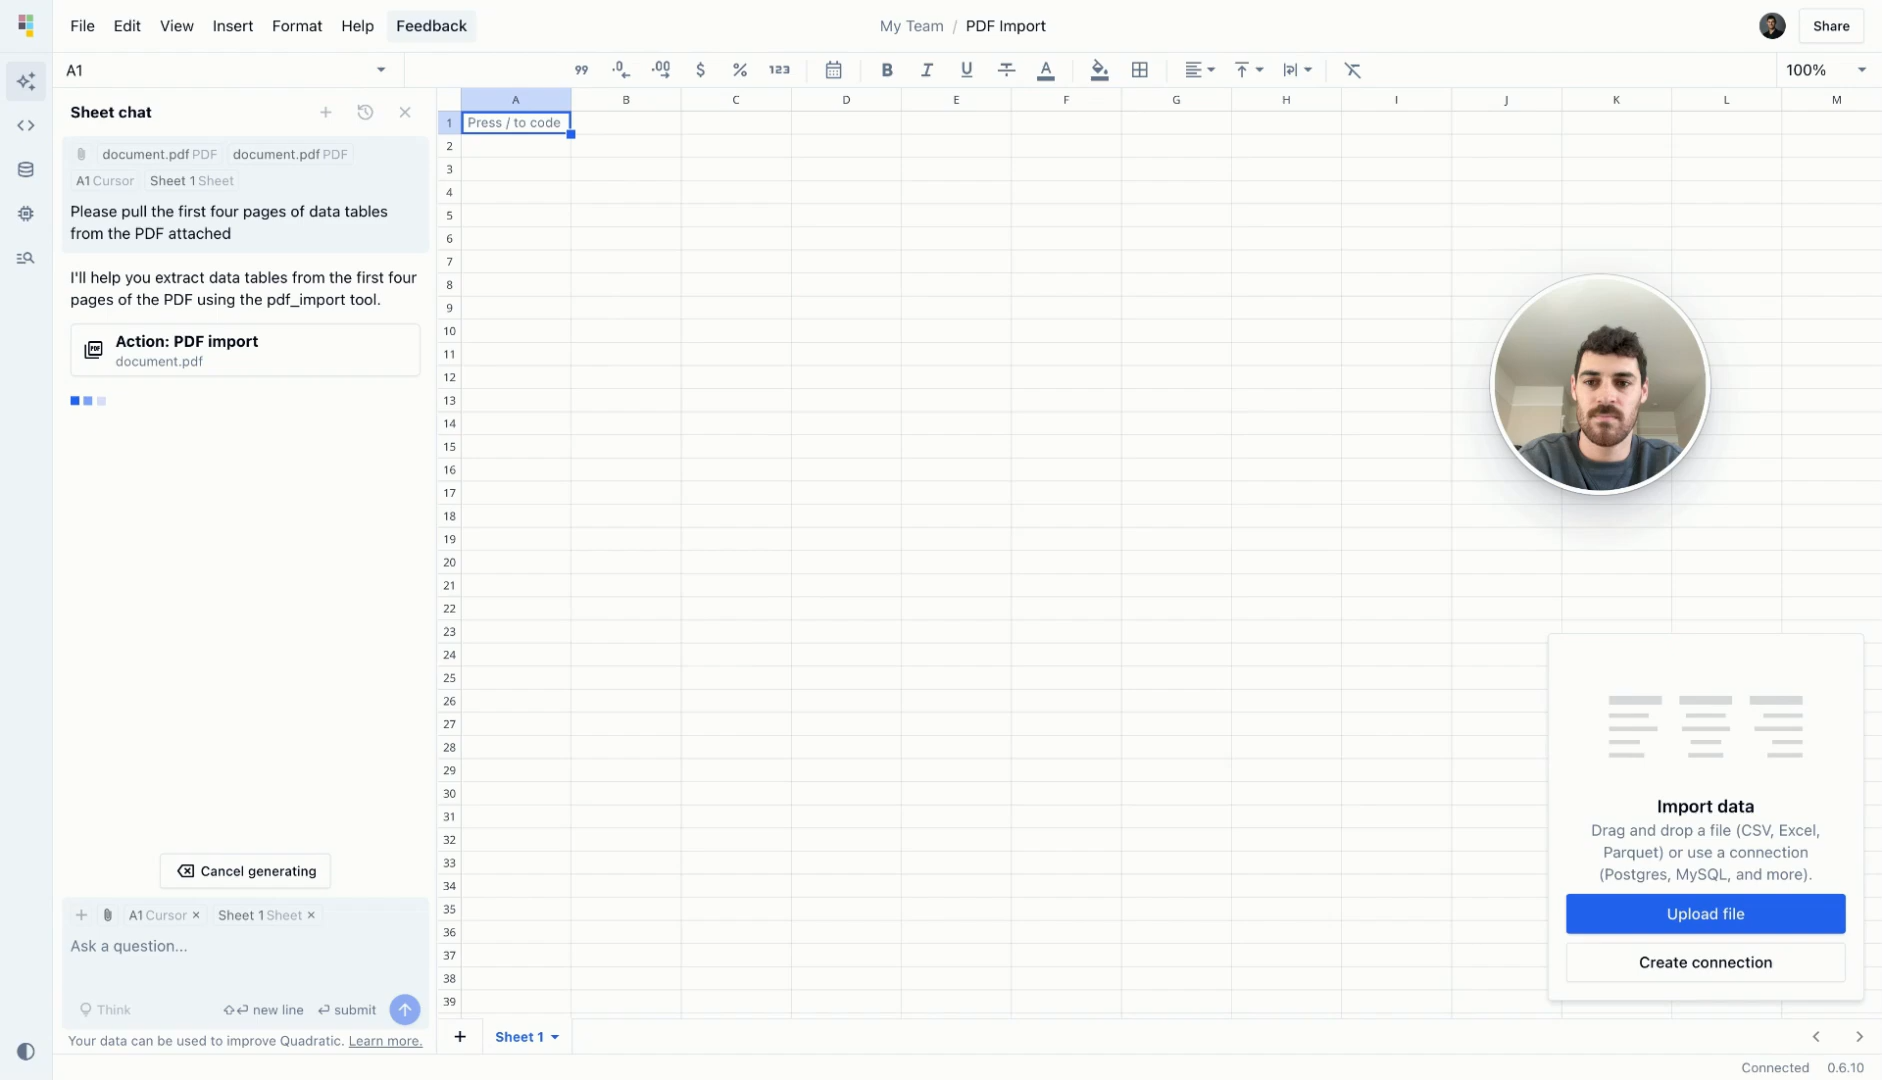 File Edit View Insert Format Help Feedback
My Team / PDF Import
Share
A1
99 .0 .00 $ % 123 B I U A
100%
Sheet chat
document.pdf PDF document.pdf PDF
A1 Cursor Sheet 1 Sheet
Please pull the first four pages of data tables
from the PDF attached
I'll help you extract data tables from the first four
pages of the PDF using the pdf_import tool.
PDF
Action: PDF import
document.pdf
Cancel generating
A1 Cursor × Sheet 1 Sheet ×
Ask a question...
Think
new line submit
Your data can be used to improve Quadratic. Learn more.
A B C D E F G H I J K L M
1 Press / to code
2
3
4
5
6
7
8
9
10
11
12
13
14
15
16
17
18
19
20
21
22
23
24
25
26
27
28
29
30
31
32
33
34
35
36
37
38
39
Import data
Drag and drop a file (CSV, Excel,
Parquet) or use a connection
(Postgres, MySQL, and more).
Upload file
Create connection
+ Sheet 1
Connected 0.6.10